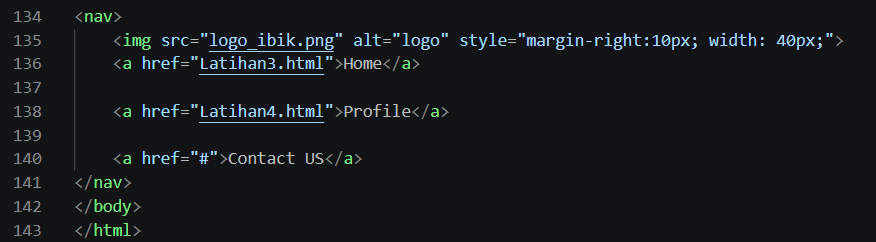 134 <nav>
135 <img src="logo_ibik.png" alt="logo" style="margin-right:10px; width: 40px;">
136 <a href="Latihan3.html">Home</a>
137
138 <a href="Latihan4.html">Profile</a>
139
140 <a href="#">Contact US</a>
141 </nav>
142 </body>
143 </html>